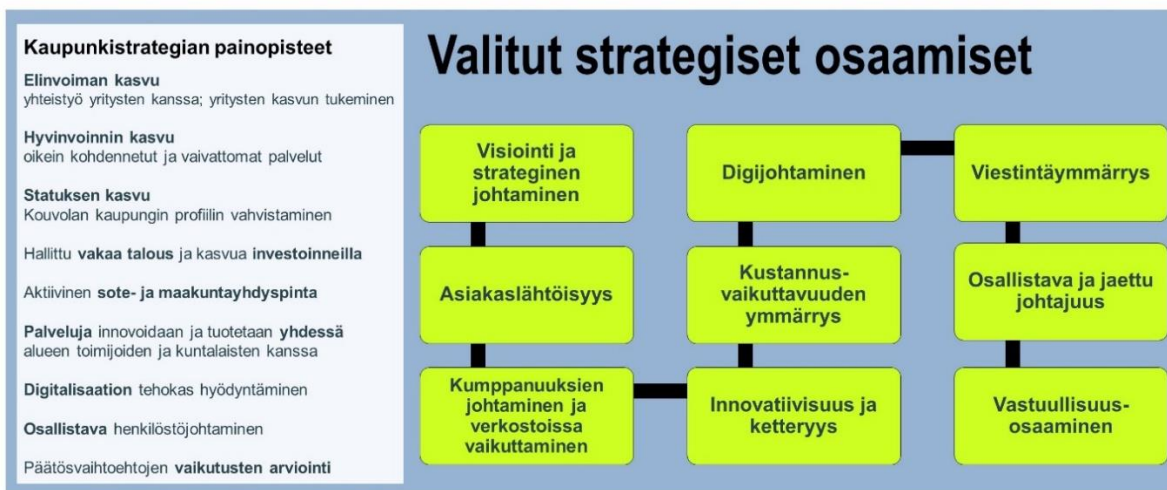 Kaupunkistrategian painopisteet
Elinvoiman kasvu
yhteistyö yritysten kanssa; yritysten kasvun tukeminen
Hyvinvoinnin kasvu
oikein kohdennetut ja vaivattomat palvelut
Statuksen kasvu
Kouvolan kaupungin profiilin vahvistaminen
Hallittu vakaa talous ja kasvua investoinneilla
Aktiivinen sote- ja maakuntayhdyspinta
Palveluja innovoidaan ja tuotetaan yhdessä
alueen toimijoiden ja kuntalaisten kanssa
Digitalisaation tehokas hyödyntäminen
Osallistava henkilöstöjohtaminen
Päätösvaihtoehtojen vaikutusten arviointi
Valitut strategiset osaamiset
Visiointi ja
strateginen
johtaminen
Asiakaslähtöisyys
Kumppanuuksien
johtaminen ja
verkostoissa
vaikuttaminen
Innovatiivisuus ja
ketteryys
Kustannus-
vaikuttavuuden
ymmärrys
Digijohtaminen
Viestintäymmärrys
Osallistava ja jaettu
johtajuus
Vastuullisuus-
osaaminen